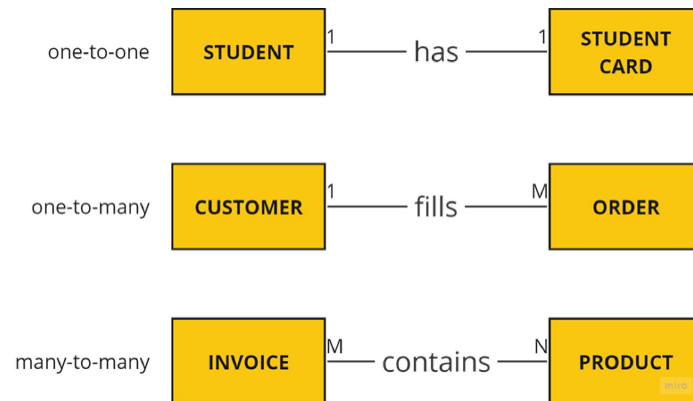 one-to-one
STUDENT
1
has
1
STUDENT
CARD
one-to-many
CUSTOMER
1
fills
M
ORDER
many-to-many
INVOICE
M
contains
N
PRODUCT
miro